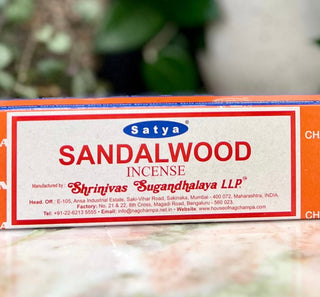 Satya
SANDALWOOD
INCENSE
Manufactured by : Shrinivas Sugandhalaya LLP.
Head. Off : E-105, Ansa Industrial Estate, Saki-Vihar Road, Sakinaka, Mumbai - 400 072, Maharashtra, INDIA.
Factory: No. 21 & 22, 8th Cross, Magadi Road, Bengaluru - 560 023.
Tel: +91-22-6213 5555 • Email: info@nagchampa.net.in • Website: www.houseofnagchampa.com
CH